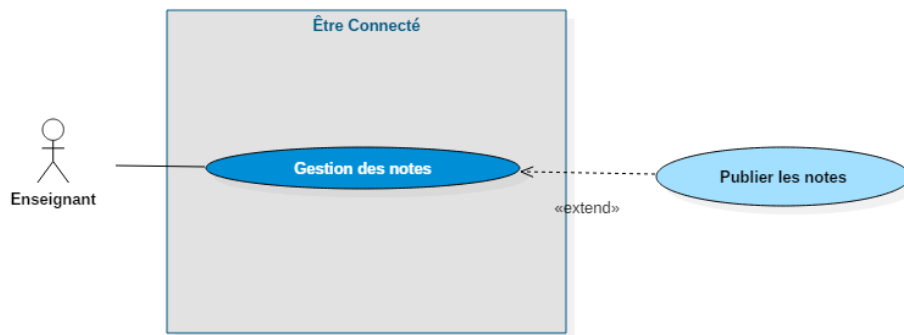 Être Connecté
Gestion des notes
Publier les notes
Enseignant
«extend»